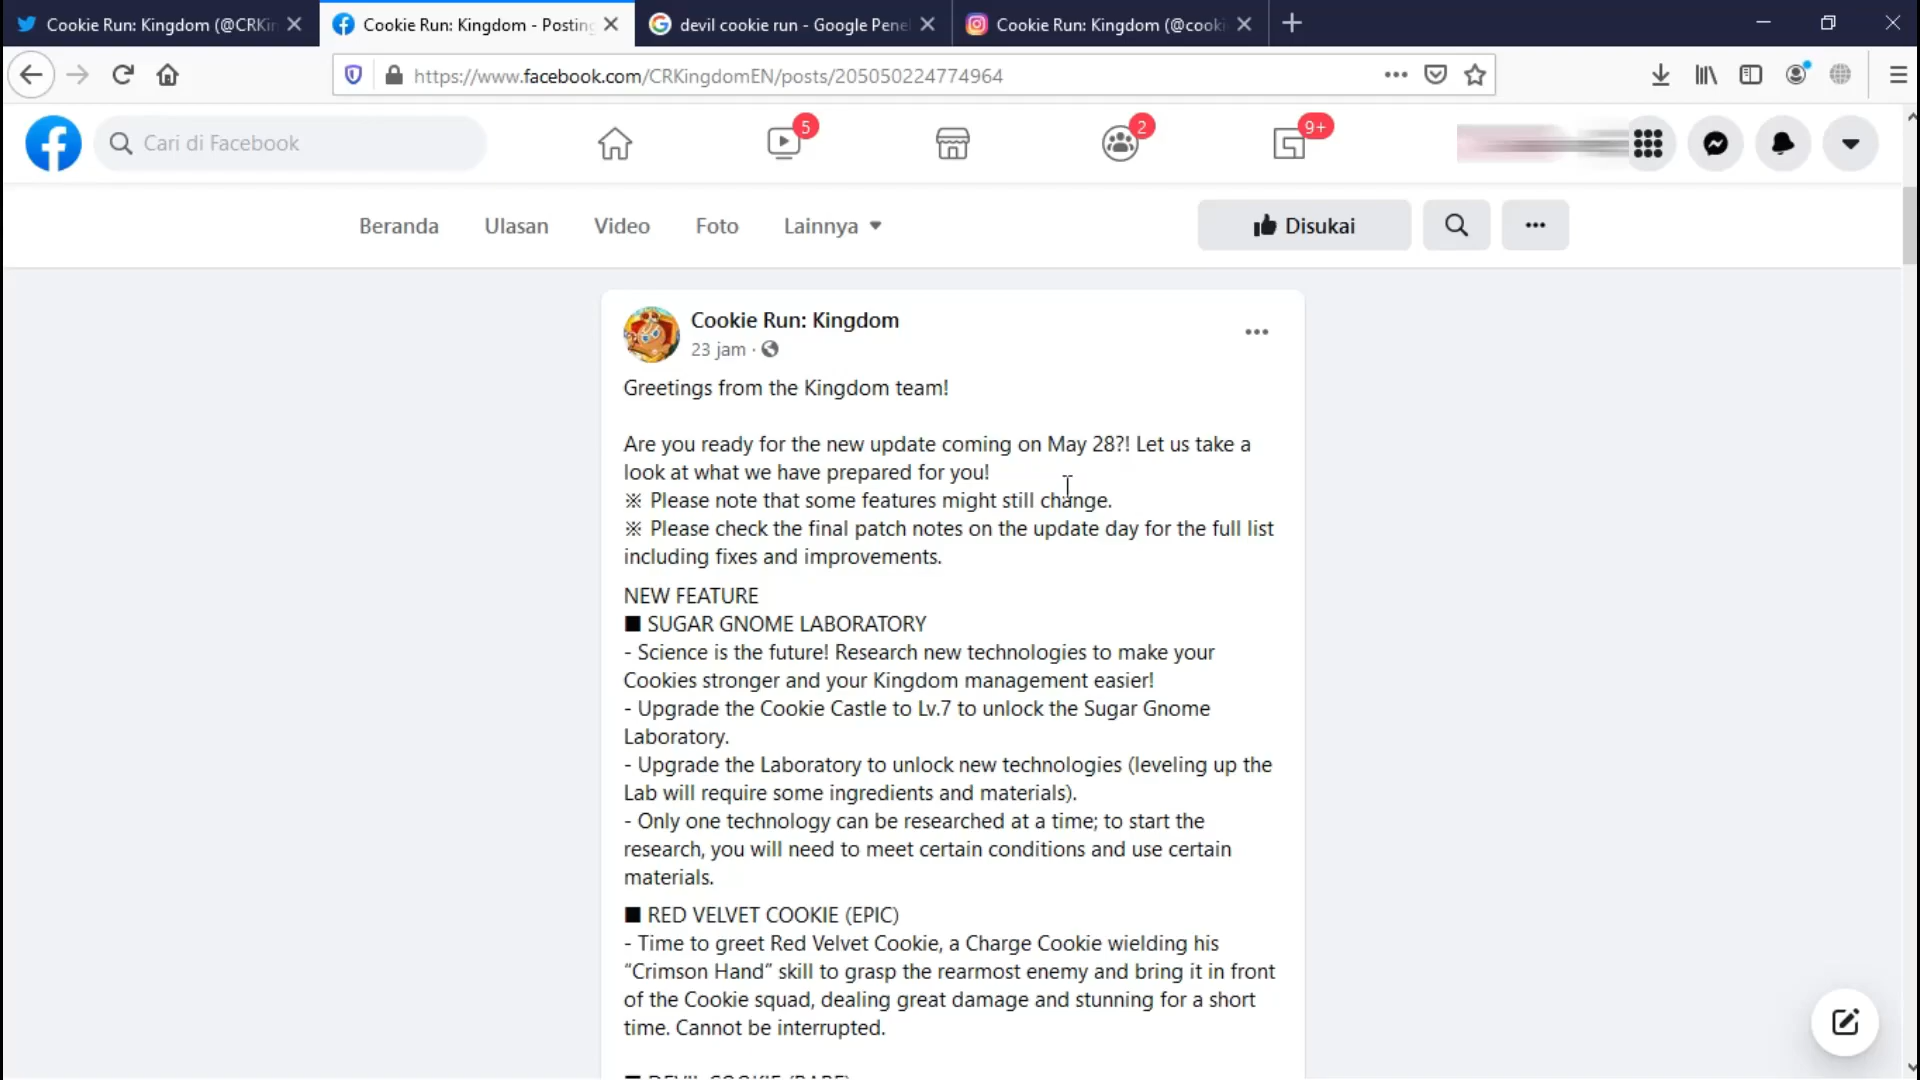 Cookie Run: Kingdom (@CRKin
Cookie Run: Kingdom - Posting
devil cookie run - Google Penel
Cookie Run: Kingdom (@cooki
https://www.facebook.com/CRKingdomEN/posts/205050224774964
Cari di Facebook
5
2
9+
Beranda
Ulasan
Video
Foto
Lainnya
Disukai
Cookie Run: Kingdom
23 jam ·
Greetings from the Kingdom team!
Are you ready for the new update coming on May 28?! Let us take a
look at what we have prepared for you!
※ Please note that some features might still change.
※ Please check the final patch notes on the update day for the full list
including fixes and improvements.
NEW FEATURE
■ SUGAR GNOME LABORATORY
- Science is the future! Research new technologies to make your
Cookies stronger and your Kingdom management easier!
- Upgrade the Cookie Castle to Lv.7 to unlock the Sugar Gnome
Laboratory.
- Upgrade the Laboratory to unlock new technologies (leveling up the
Lab will require some ingredients and materials).
- Only one technology can be researched at a time; to start the
research, you will need to meet certain conditions and use certain
materials.
■ RED VELVET COOKIE (EPIC)
- Time to greet Red Velvet Cookie, a Charge Cookie wielding his
“Crimson Hand” skill to grasp the rearmost enemy and bring it in front
of the Cookie squad, dealing great damage and stunning for a short
time. Cannot be interrupted.
■ DEVIL COOKIE (RARE)